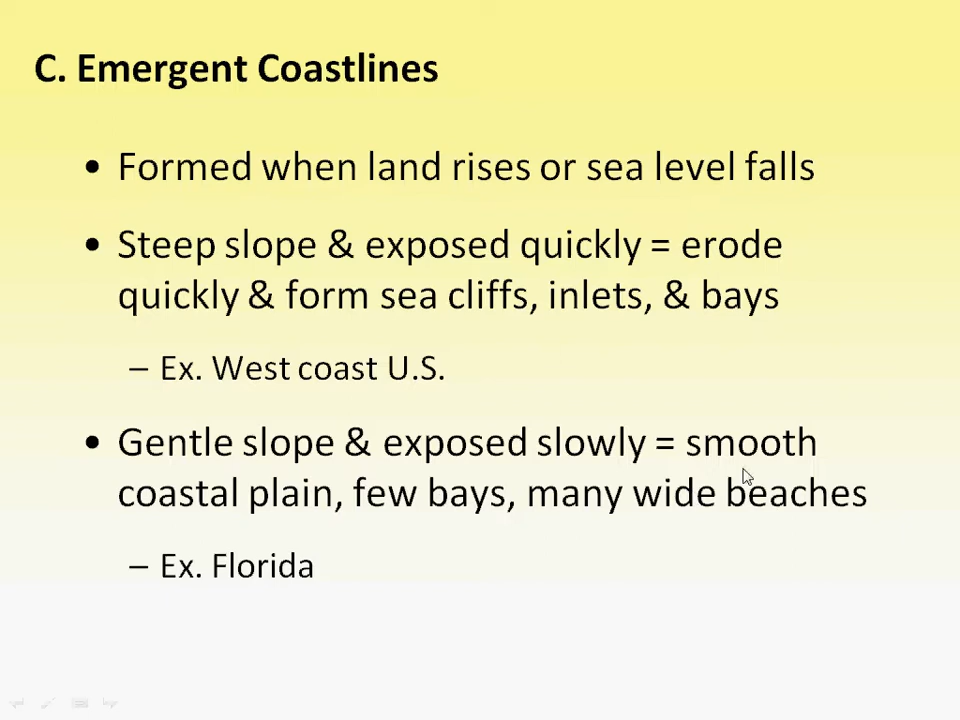 C. Emergent Coastlines
• Formed when land rises or sea level falls
• Steep slope & exposed quickly = erode
quickly & form sea cliffs, inlets, & bays
– Ex. West coast U.S.
• Gentle slope & exposed slowly = smooth
coastal plain, few bays, many wide beaches
– Ex. Florida